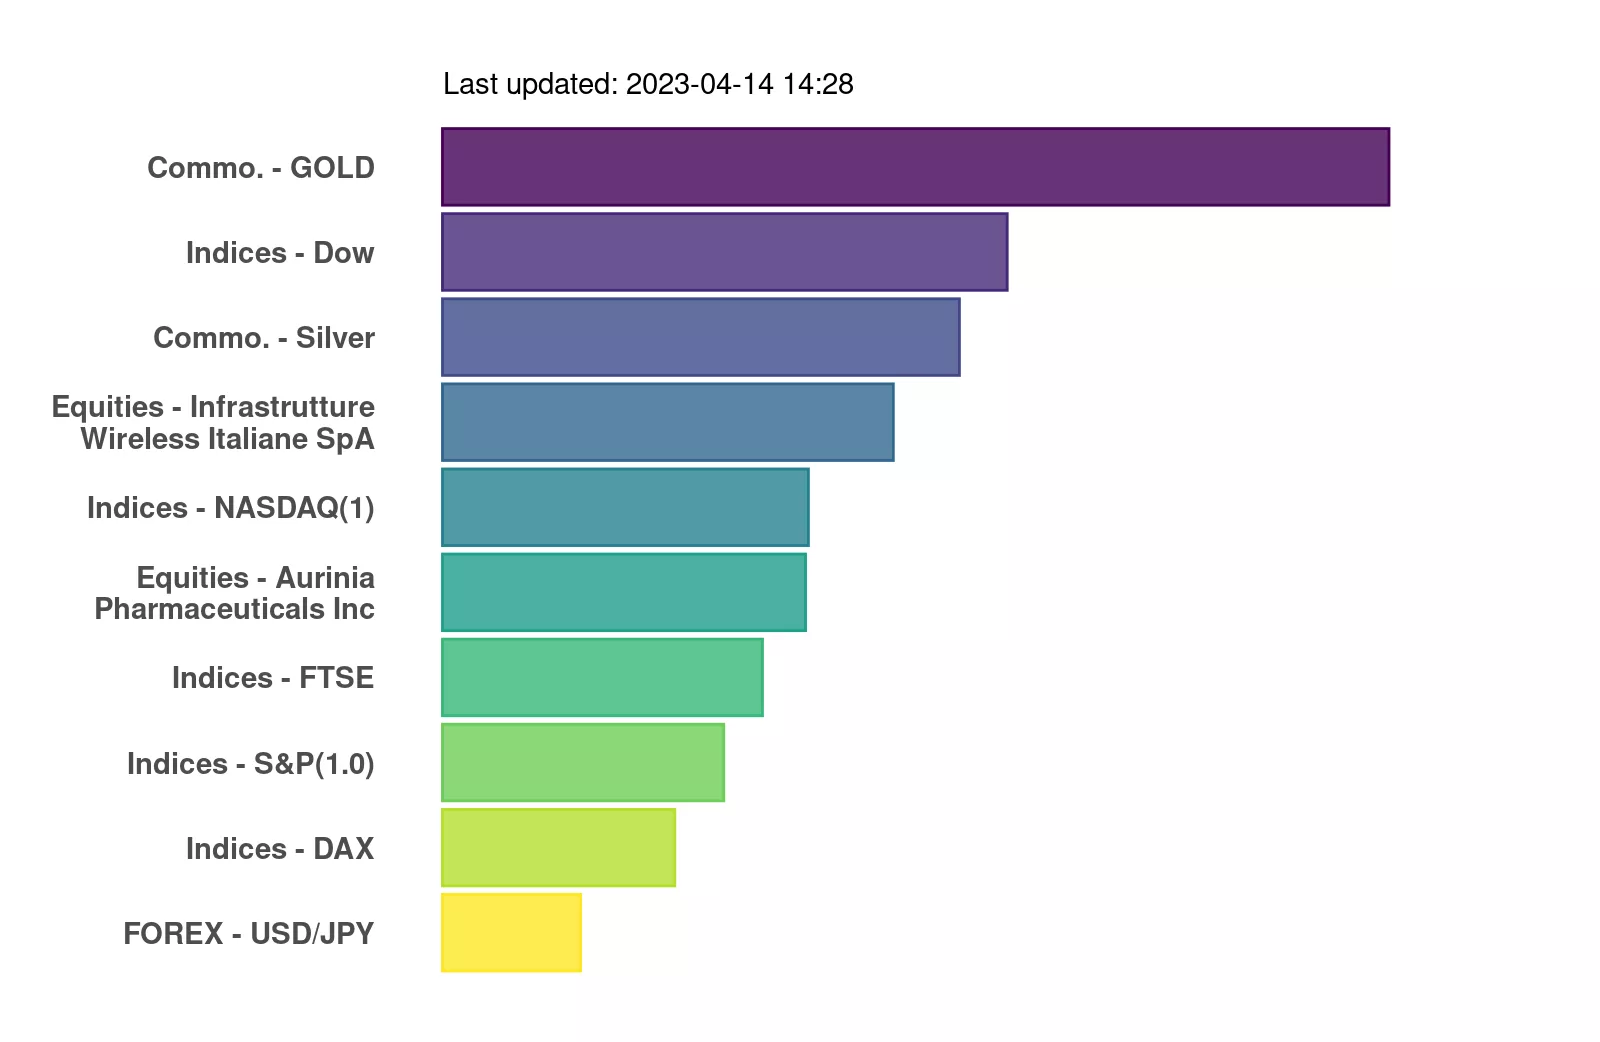 Last updated: 2023-04-14 14:28
Commo. - GOLD
Indices - Dow
Commo. - Silver
Equities - Infrastrutture
Wireless Italiane SpA
Indices - NASDAQ(1)
Equities - Aurinia
Pharmaceuticals Inc
Indices - FTSE
Indices - S&P(1.0)
Indices - DAX
FOREX - USD/JPY